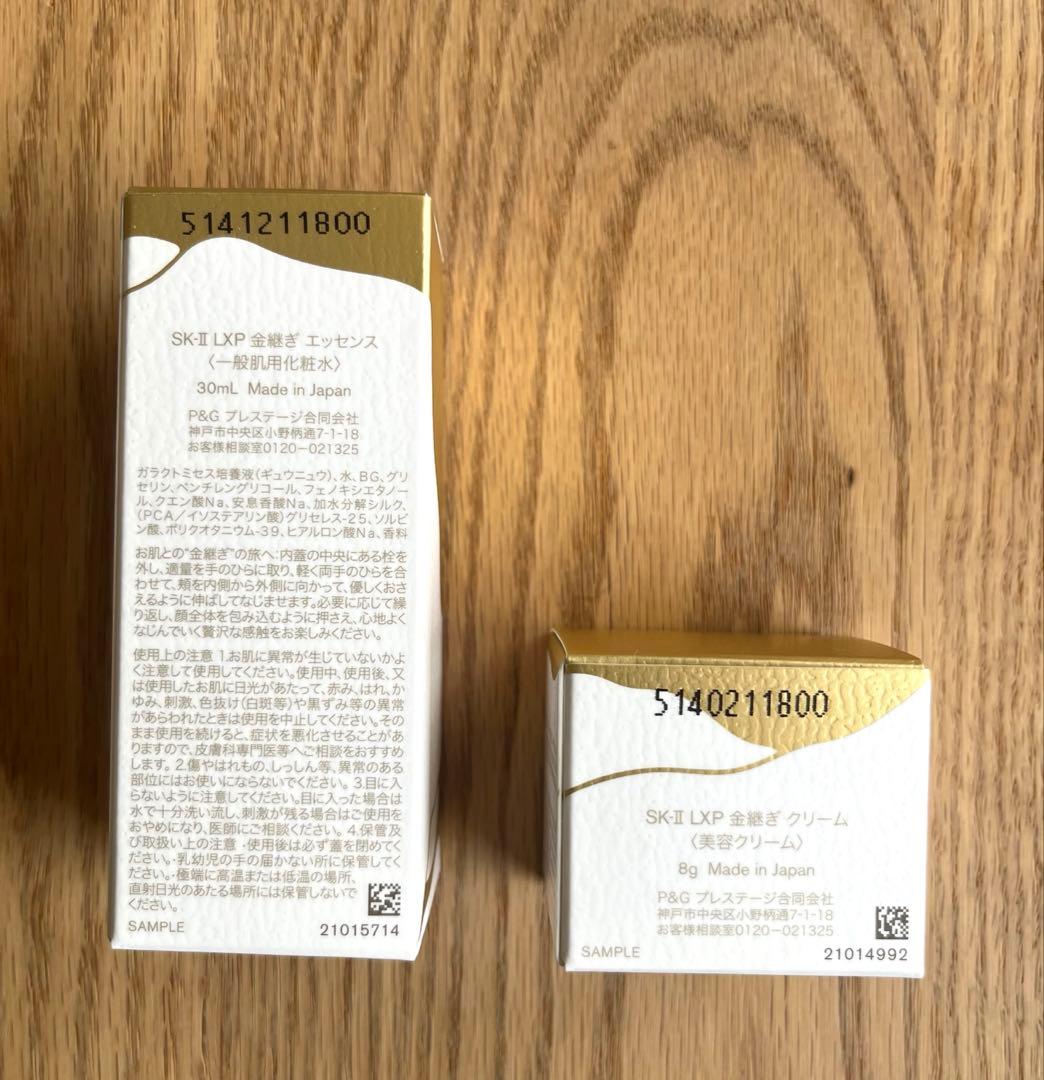 5141211800
SK-II LXP 金継ぎ エッセンス
〈一般肌用化粧水〉
30mL Made in Japan
P&G プレステージ合同会社
神戸市中央区小野柄通7-1-18
お客様相談室0120-021325
ガラクトミセス培養液(ギュウニュウ)、水、BG、グリ
セリン、ペンチレングリコール、フェノキシエタノー
ル、クエン酸Na、安息香酸Na、加水分解シルク、
(PCA/イソステアリン酸)グリセレス-25、ソルビ
ン酸、ポリクオタニウム-39、ヒアルロン酸Na、香料
お肌との"金継ぎ"の旅へ:内蓋の中央にある栓を
外し、適量を手のひらに取り、軽く両手のひらを合
わせて、頬を内側から外側に向かって、優しくおさ
えるように伸ばしてなじませます。必要に応じて繰
り返し、顔全体を包み込むように押さえ、心地よく
なじんでいく贅沢な感触をお楽しみください。
使用上の注意 1.お肌に異常が生じていないかよ
く注意して使用してください。使用中、使用後、又
は使用したお肌に日光があたって、赤み、はれ、か
ゆみ、刺激、色抜け(白斑等)や黒ずみ等の異常
があらわれたときは使用を中止してください。その
まま使用を続けると、症状を悪化させることがあ
りますので、皮膚科専門医等へご相談をおすすめ
します。2.傷やはれもの、しっしん等、異常のある
部位にはお使いにならないでください。3.目に入
らないように注意してください。目に入った場合は
水で十分洗い流し、刺激が残る場合はご使用を
おやめになり、医師にご相談ください。4.保管及
び取扱い上の注意・使用後は必ず蓋を閉めてく
ださい。・乳幼児の手の届かない所に保管してく
ださい。・極端に高温または低温の場所、
直射日光のあたる場所には保管しないで
ください。
SAMPLE 21015714
5140211800
SK-II LXP 金継ぎ クリーム
〈美容クリーム〉
8g Made in Japan
P&G プレステージ合同会社
神戸市中央区小野柄通7-1-18
お客様相談室0120-021325
SAMPLE 21014992